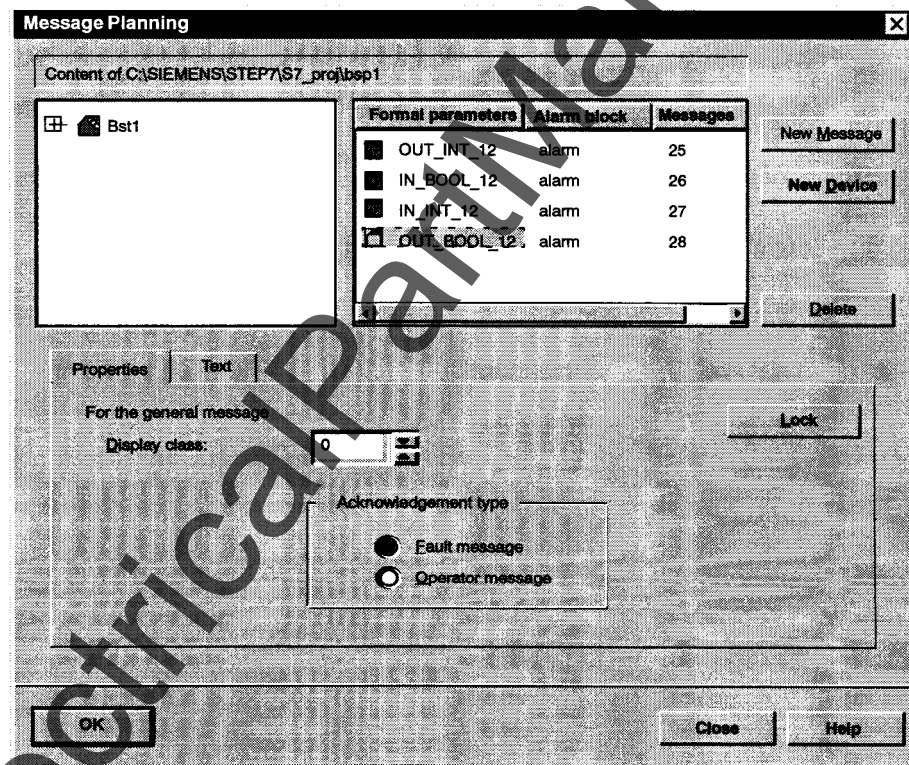 Message Planning
Content of C:\SIEMENS\STEP7\S7_proj\bsp1
Bst1
Formal parameters Alarm block Messages
OUT_INT_12 alarm 25
IN_BOOL_12 alarm 26
IN_INT_12 alarm 27
OUT_BOOL_12 alarm 28
New Message
New Device
Delete
Properties Text
For the general message
Display class: 0
Lock
Acknowledgement type
Fault message
Operator message
OK Close Help